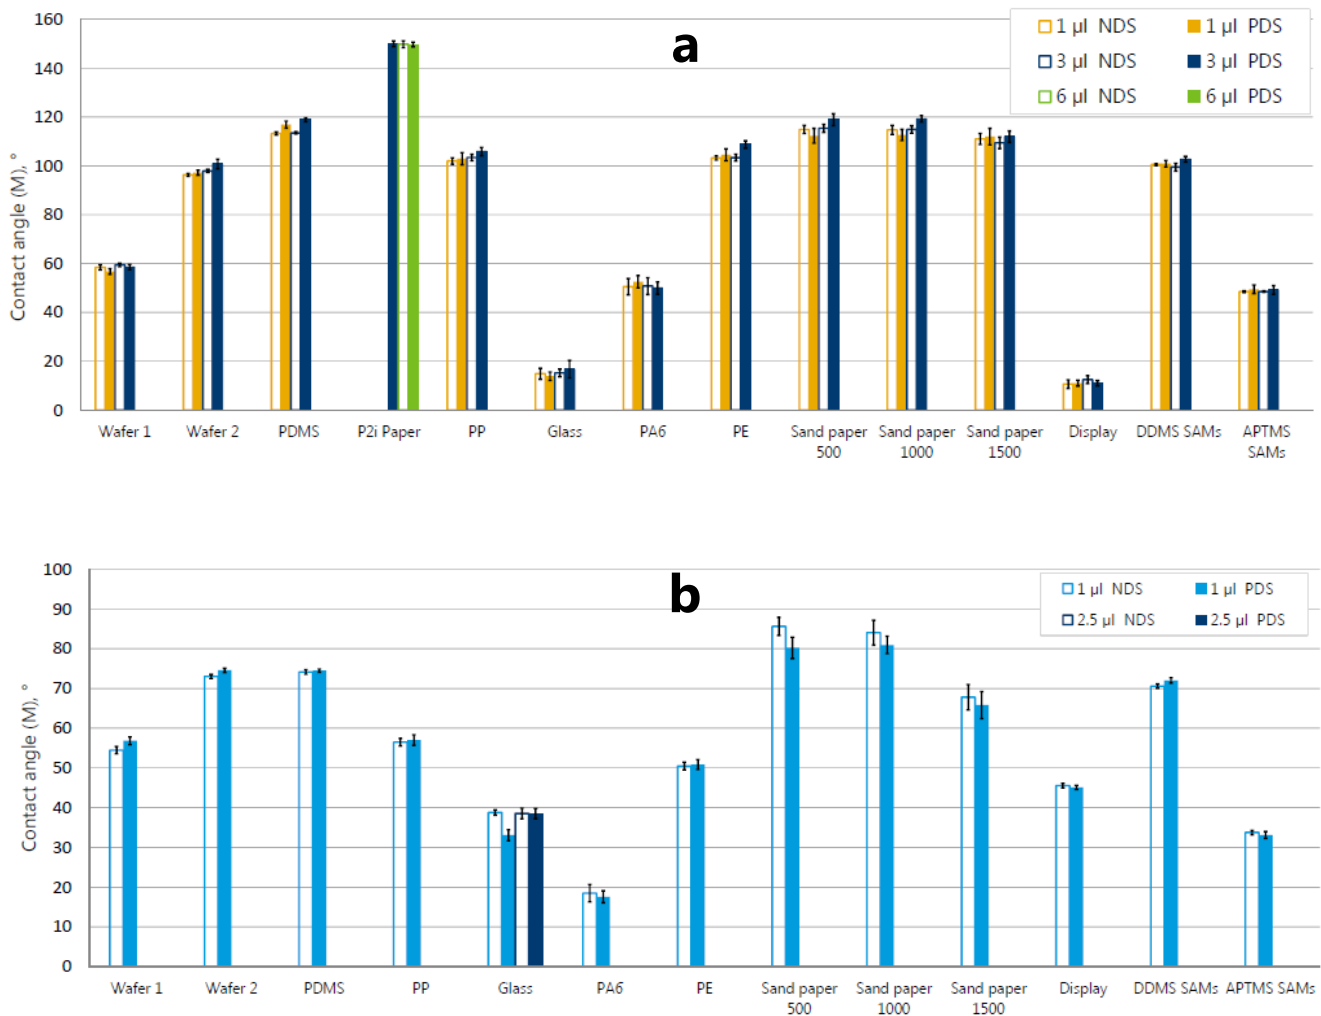 a
1 µl NDS
1 µl PDS
3 µl NDS
3 µl PDS
6 µl NDS
6 µl PDS
Contact angle (M), °
160
140
120
100
80
60
40
20
0
Wafer 1
Wafer 2
PDMS
P2i Paper
PP
Glass
PA6
PE
Sand paper
500
Sand paper
1000
Sand paper
1500
Display
DDMS SAMs
APTMS
SAMs
b
1 µl NDS
1 µl PDS
2.5 µl NDS
2.5 µl PDS
Contact angle (M), °
100
90
80
70
60
50
40
30
20
10
0
Wafer 1
Wafer 2
PDMS
PP
Glass
PA6
PE
Sand paper
500
Sand paper
1000
Sand paper
1500
Display
DDMS SAMs
APTMS SAMs